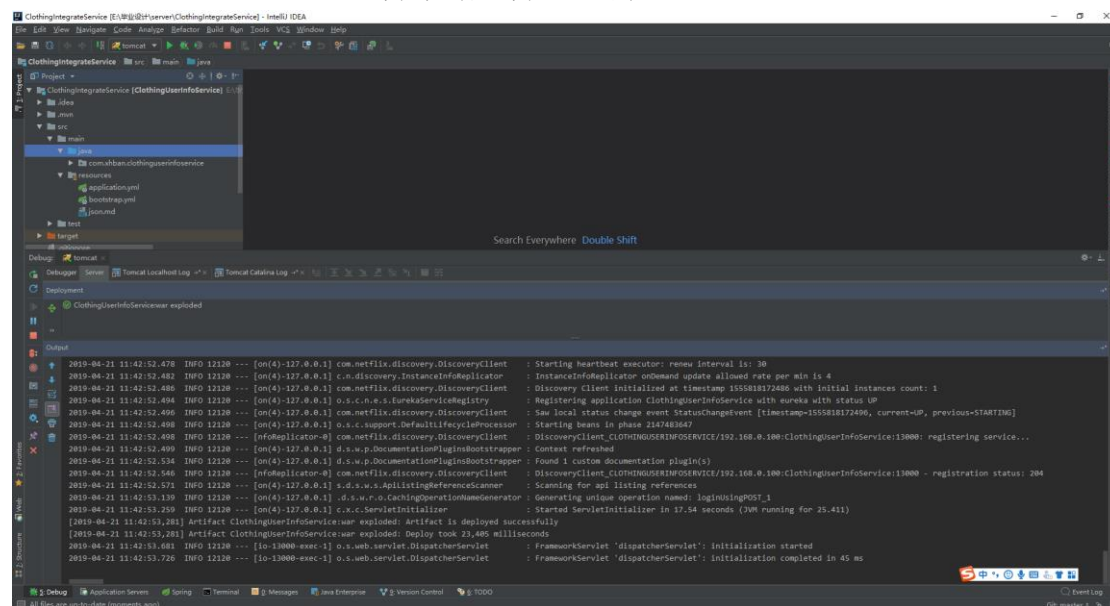 ClothingIntegrateService [E:\毕业设计\server\ClothingIntegrateService] - IntelliJ IDEA
File Edit View Navigate Code Analyze Refactor Build Run Tools VCS Window Help
tomcat
ClothingIntegrateService src main java
1: Project
Project
ClothingIntegrateService [ClothingUserInfoService]
.idea
.mvn
src
main
java
com.xhban.clothinguserinfoservice
resources
application.yml
bootstrap.yml
json.md
test
target
.gitignore
Search Everywhere Double Shift
Debug: tomcat
Debugger Server Tomcat Localhost Log Tomcat Catalina Log
Deployment
ClothingUserInfoService:war exploded
Output
2019-04-21 11:42:52.478 INFO 12120 --- [on(4)-127.0.0.1] com.netflix.discovery.DiscoveryClient : Starting heartbeat executor: renew interval is: 30
2019-04-21 11:42:52.482 INFO 12120 --- [on(4)-127.0.0.1] c.n.discovery.InstanceInfoReplicator : InstanceInfoReplicator onDemand update allowed rate per min is 4
2019-04-21 11:42:52.486 INFO 12120 --- [on(4)-127.0.0.1] com.netflix.discovery.DiscoveryClient : Discovery Client initialized at timestamp 1555818172486 with initial instances count: 1
2019-04-21 11:42:52.494 INFO 12120 --- [on(4)-127.0.0.1] o.s.c.n.e.s.EurekaServiceRegistry : Registering application ClothingUserInfoService with eureka with status UP
2019-04-21 11:42:52.496 INFO 12120 --- [on(4)-127.0.0.1] com.netflix.discovery.DiscoveryClient : Saw local status change event StatusChangeEvent [timestamp=1555818172496, current=UP, previous=STARTING]
2019-04-21 11:42:52.498 INFO 12120 --- [on(4)-127.0.0.1] o.s.c.support.DefaultLifecycleProcessor : Starting beans in phase 2147483647
2019-04-21 11:42:52.498 INFO 12120 --- [nfoReplicator-0] com.netflix.discovery.DiscoveryClient : DiscoveryClient_CLOTHINGUSERINFOSERVICE/192.168.0.100:ClothingUserInfoService:13000: registering service...
2019-04-21 11:42:52.499 INFO 12120 --- [on(4)-127.0.0.1] d.s.w.p.DocumentationPluginsBootstrapper : Context refreshed
2019-04-21 11:42:52.534 INFO 12120 --- [on(4)-127.0.0.1] d.s.w.p.DocumentationPluginsBootstrapper : Found 1 custom documentation plugin(s)
2019-04-21 11:42:52.546 INFO 12120 --- [nfoReplicator-0] com.netflix.discovery.DiscoveryClient : DiscoveryClient_CLOTHINGUSERINFOSERVICE/192.168.0.100:ClothingUserInfoService:13000 - registration status: 204
2019-04-21 11:42:52.571 INFO 12120 --- [on(4)-127.0.0.1] s.d.s.w.s.ApiListingReferenceScanner : Scanning for api listing references
2019-04-21 11:42:53.139 INFO 12120 --- [on(4)-127.0.0.1] .d.s.w.r.o.CachingOperationNameGenerator : Generating unique operation named: loginUsingPOST_1
2019-04-21 11:42:53.259 INFO 12120 --- [on(4)-127.0.0.1] c.x.c.ServletInitializer : Started ServletInitializer in 17.54 seconds (JVM running for 25.411)
[2019-04-21 11:42:53,281] Artifact ClothingUserInfoService:war exploded: Artifact is deployed successfully
[2019-04-21 11:42:53,281] Artifact ClothingUserInfoService:war exploded: Deploy took 23,405 milliseconds
2019-04-21 11:42:53.681 INFO 12120 --- [io-13000-exec-1] o.s.web.servlet.DispatcherServlet : FrameworkServlet 'dispatcherServlet': initialization started
2019-04-21 11:42:53.726 INFO 12120 --- [io-13000-exec-1] o.s.web.servlet.DispatcherServlet : FrameworkServlet 'dispatcherServlet': initialization completed in 45 ms
2: Favorites
Web
7: Structure
中
5: Debug Application Servers Spring Terminal 0: Messages Java Enterprise 9: Version Control 6: TODO Event Log
All files are up-to-date (moments ago) Git: master